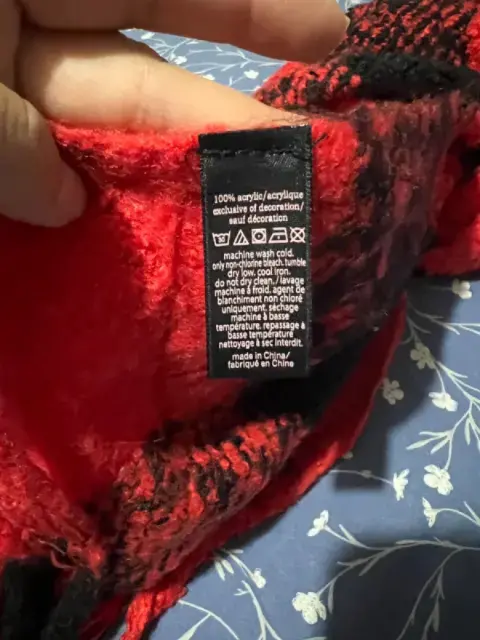 100% acrylic/acrylique
exclusive of decoration/
sauf décoration
machine wash cold.
only non-chlorine bleach. tumble
dry low. cool iron.
do not dry clean./lavage
machine à froid. agent de
blanchiment non chloré
uniquement. séchage
machine à basse
température. repassage à
basse température
nettoyage à sec interdit.
made in China/
fabriqué en Chine